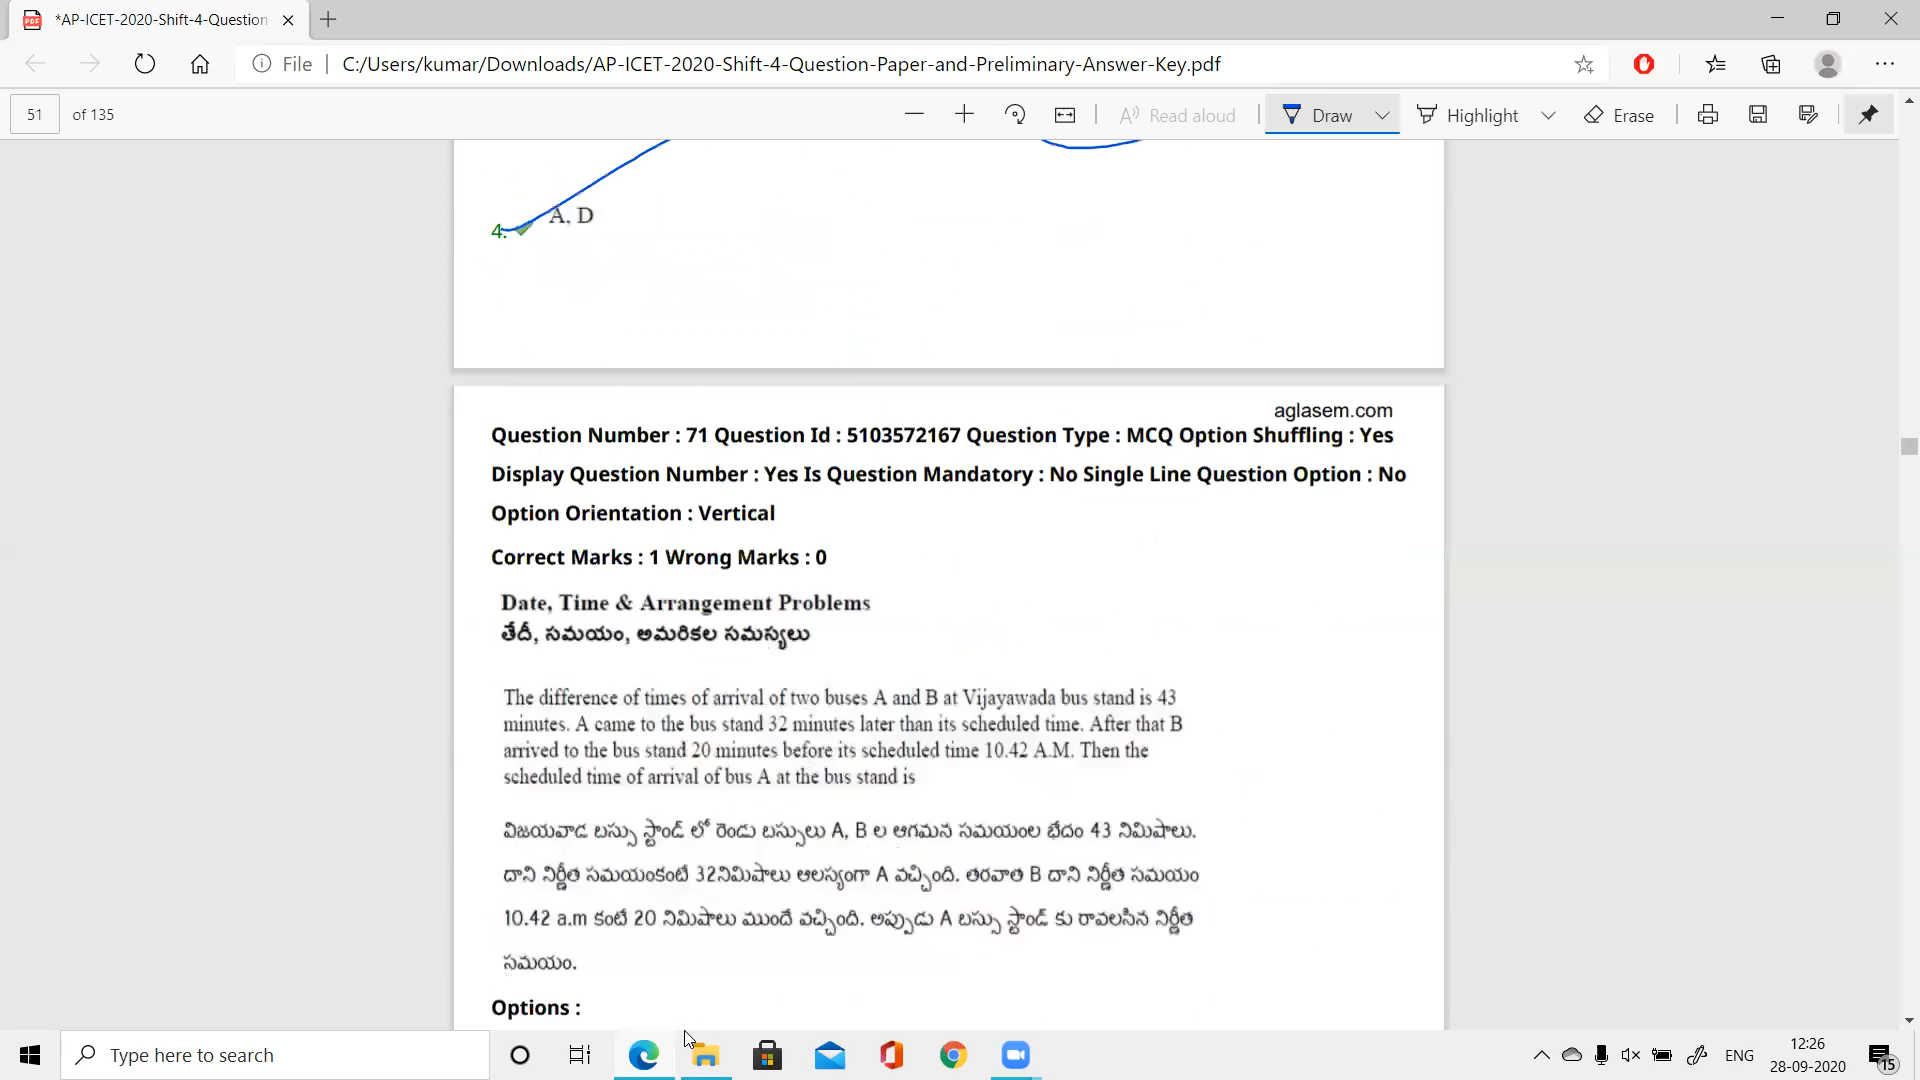 *AP-ICET-2020-Shift-4-Question
File
C:/Users/kumar/Downloads/AP-ICET-2020-Shift-4-Question-Paper-and-Preliminary-Answer-Key.pdf
51 of 135
Read aloud
Draw
Highlight
Erase
4. A, D
aglasem.com
Question Number : 71 Question Id : 5103572167 Question Type : MCQ Option Shuffling : Yes
Display Question Number : Yes Is Question Mandatory : No Single Line Question Option : No
Option Orientation : Vertical
Correct Marks : 1 Wrong Marks : 0
Date, Time & Arrangement Problems
తేదీ, సమయం, అమరికల సమస్యలు
The difference of times of arrival of two buses A and B at Vijayawada bus stand is 43
minutes. A came to the bus stand 32 minutes later than its scheduled time. After that B
arrived to the bus stand 20 minutes before its scheduled time 10.42 A.M. Then the
scheduled time of arrival of bus A at the bus stand is
విజయవాడ బస్సు స్టాండ్ లో రెండు బస్సులు A, B ల ఆగమన సమయంల భేదం 43 నిమిషాలు.
దాని నిర్ణీత సమయంకంటే 32నిమిషాలు ఆలస్యంగా A వచ్చింది. తరవాత B దాని నిర్ణీత సమయం
10.42 a.m కంటే 20 నిమిషాలు ముందే వచ్చింది. అప్పుడు A బస్సు స్టాండ్ కు రావలసిన నిర్ణీత
సమయం.
Options :
Type here to search
ENG
12:26
28-09-2020
15